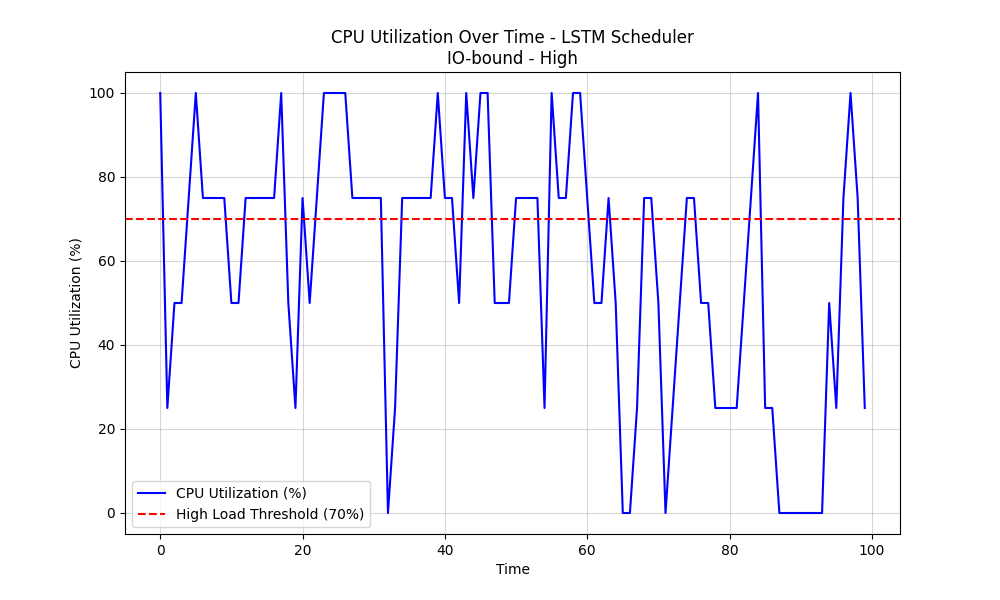 CPU Utilization Over Time - LSTM Scheduler
IO-bound - High
CPU Utilization (%)
100
80
60
40
20
0
CPU Utilization (%)
High Load Threshold (70%)
0 20 40 60 80 100
Time